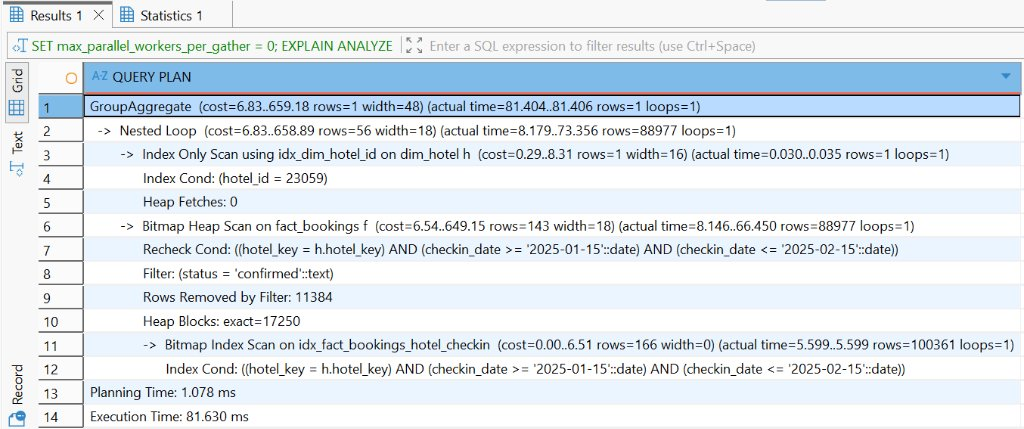 Results 1
Statistics 1
SET max_parallel_workers_per_gather = 0; EXPLAIN ANALYZE
Enter a SQL expression to filter results (use Ctrl+Space)
Grid
Text
Record
A-Z QUERY PLAN
1 GroupAggregate (cost=6.83..659.18 rows=1 width=48) (actual time=81.404..81.406 rows=1 loops=1)
2 -> Nested Loop (cost=6.83..658.89 rows=56 width=18) (actual time=8.179..73.356 rows=88977 loops=1)
3 -> Index Only Scan using idx_dim_hotel_id on dim_hotel h (cost=0.29..8.31 rows=1 width=16) (actual time=0.030..0.035 rows=1 loops=1)
4 Index Cond: (hotel_id = 23059)
5 Heap Fetches: 0
6 -> Bitmap Heap Scan on fact_bookings f (cost=6.54..649.15 rows=143 width=18) (actual time=8.146..66.450 rows=88977 loops=1)
7 Recheck Cond: ((hotel_key = h.hotel_key) AND (checkin_date >= '2025-01-15'::date) AND (checkin_date <= '2025-02-15'::date))
8 Filter: (status = 'confirmed'::text)
9 Rows Removed by Filter: 11384
10 Heap Blocks: exact=17250
11 -> Bitmap Index Scan on idx_fact_bookings_hotel_checkin (cost=0.00..6.51 rows=166 width=0) (actual time=5.599..5.599 rows=100361 loops=1)
12 Index Cond: ((hotel_key = h.hotel_key) AND (checkin_date >= '2025-01-15'::date) AND (checkin_date <= '2025-02-15'::date))
13 Planning Time: 1.078 ms
14 Execution Time: 81.630 ms